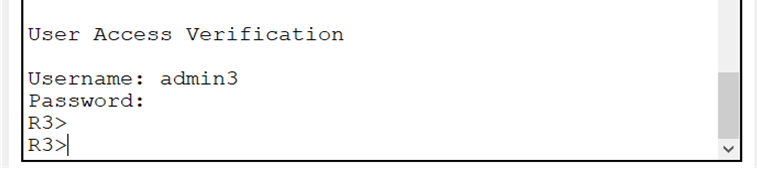 User Access Verification
Username: admin3
Password:
R3>
R3>